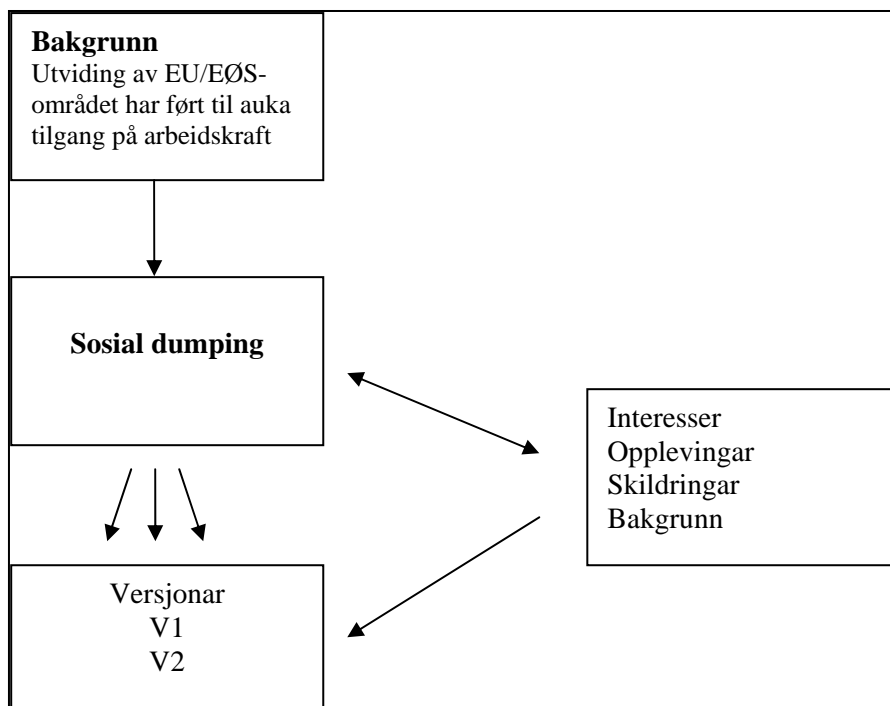 Bakgrunn
Utviding av EU/EØS-
området har ført til auka
tilgang på arbeidskraft
Sosial dumping
Interesser
Opplevingar
Skildringar
Bakgrunn
Versjonar
V1
V2